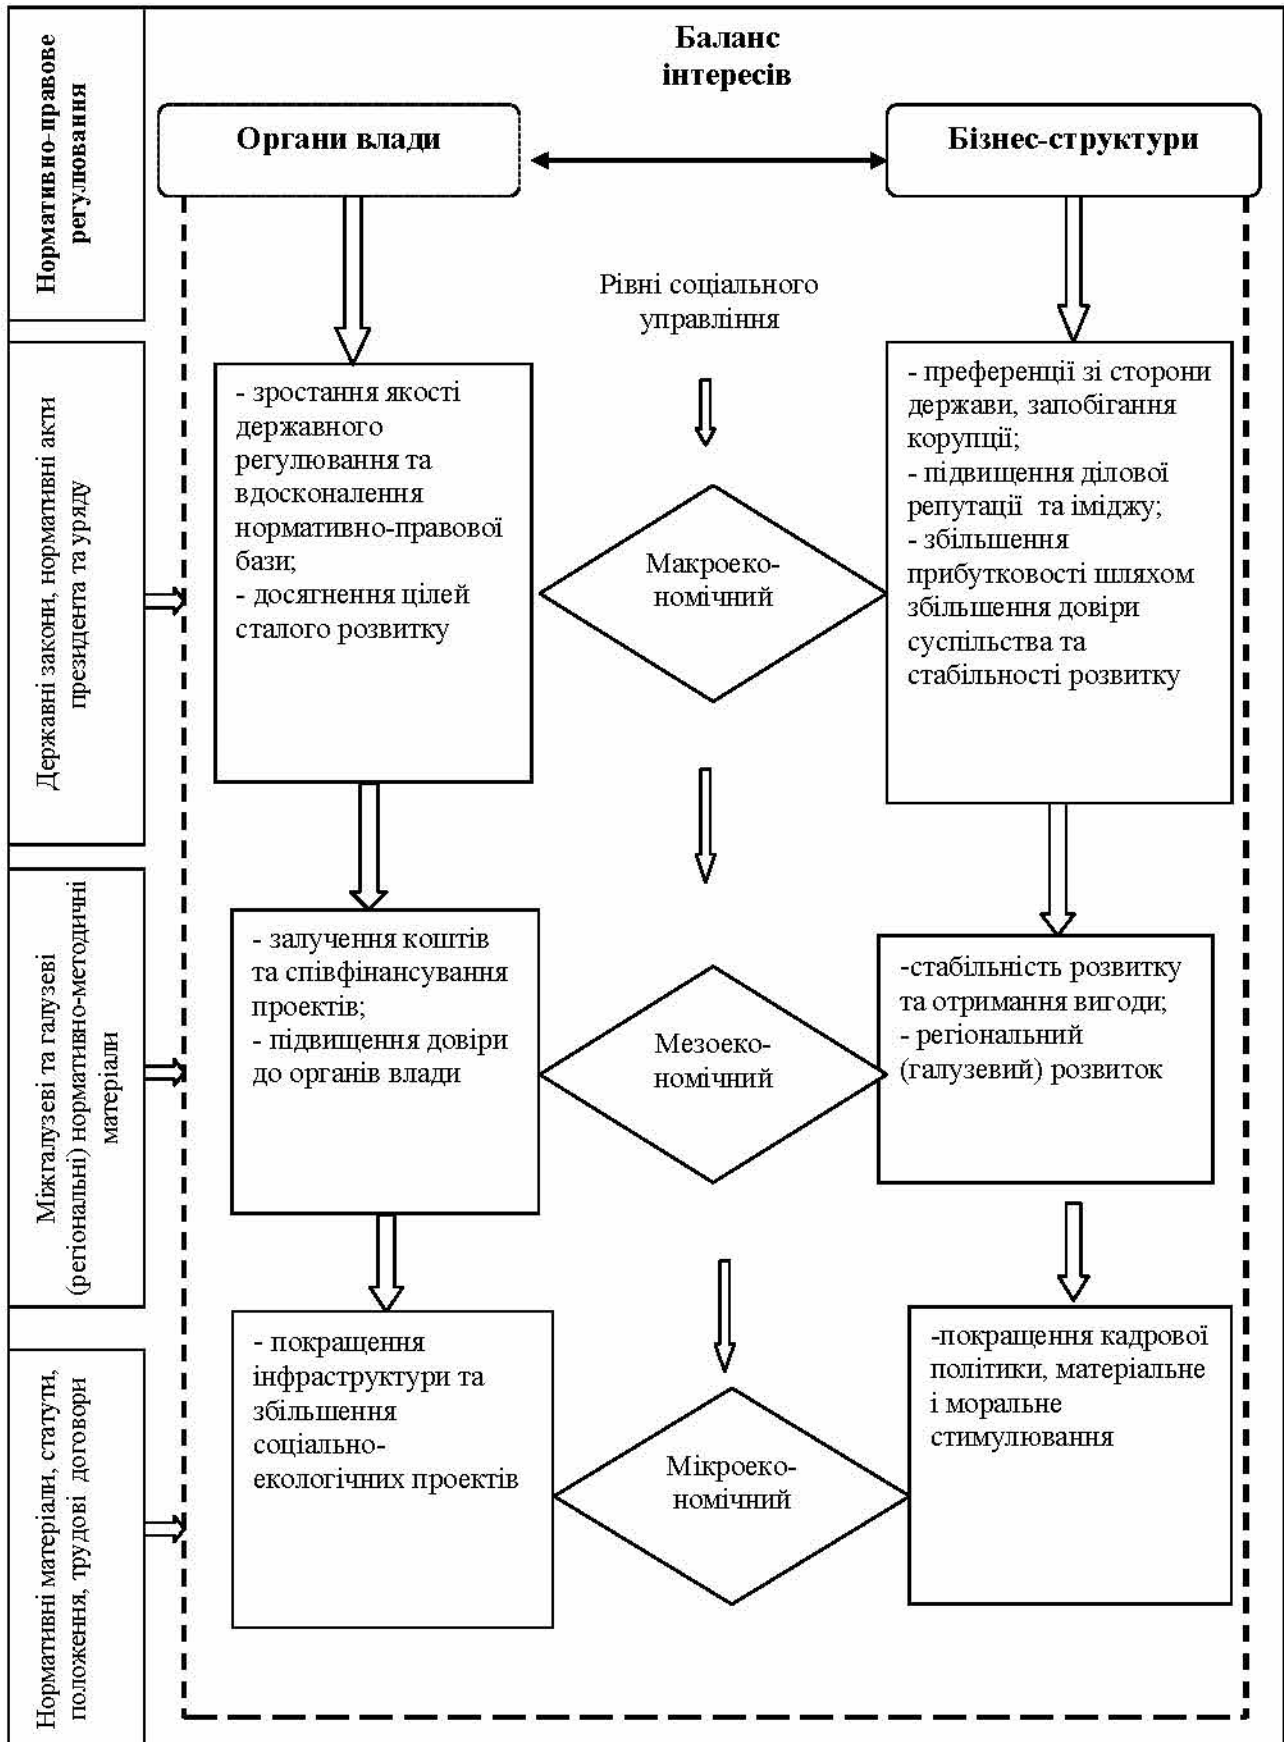 Баланс
інтересів
Нормативно-правове
регулювання
Органи влади
Бізнес-структури
Рівні соціального
управління
Державні закони, нормативні акти
президента та уряду
- зростання якості
державного
регулювання та
вдосконалення
нормативно-правової
бази;
- досягнення цілей
сталого розвитку
Макроеко-
номічний
- преференції зі сторони
держави, запобігання
корупції;
- підвищення ділової
репутації та іміджу;
- збільшення
прибутковості шляхом
збільшення довіри
суспільства та
стабільності розвитку
Міжгалузеві та галузеві
(регіональні) нормативно-методичні
матеріали
- залучення коштів
та співфінансування
проектів;
- підвищення довіри
до органів влади
Мезоеко-
номічний
-стабільність розвитку
та отримання вигоди;
- регіональний
(галузевий) розвиток
Нормативні матеріали, статути,
положення, трудові договори
- покращення
інфраструктури та
збільшення
соціально-
екологічних проектів
Мікроеко-
номічний
-покращення кадрової
політики, матеріальне
і моральне
стимулювання